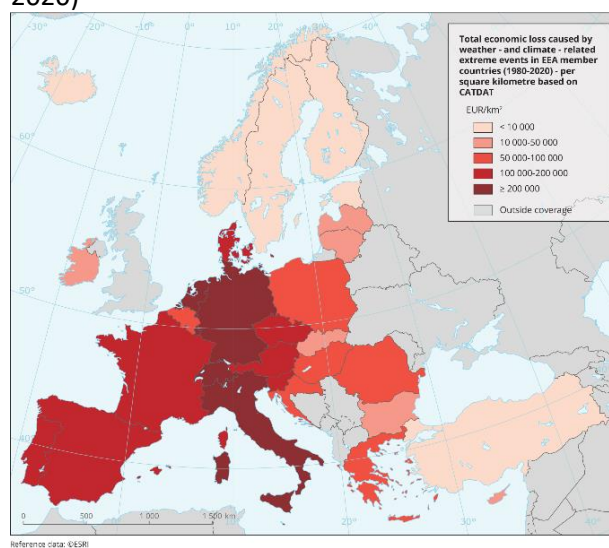 2020)
Total economic loss caused by
weather - and climate - related
extreme events in EEA member
countries (1980-2020) - per
square kilometre based on
CATDAT
EUR/km²
< 10 000
10 000-50 000
50 000-100 000
100 000-200 000
≥ 200 000
Outside coverage
-30°
-20°
-10°
0°
10°
20°
30°
40°
50°
60°
60°
50°
40°
0 500 1 000 1 500 km
20°
30°
40°
Reference data: ©ESRI